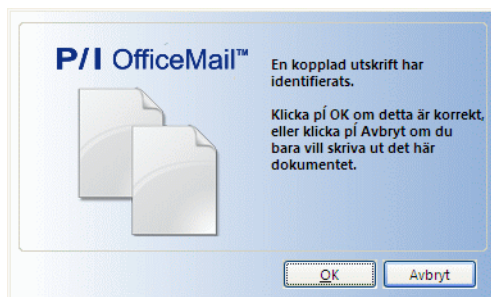 P/I OfficeMail™
En kopplad utskrift har
identifierats.
Klicka pÍ OK om detta är korrekt,
eller klicka pÍ Avbryt om du
bara vill skriva ut det här
dokumentet.
OK
Avbryt